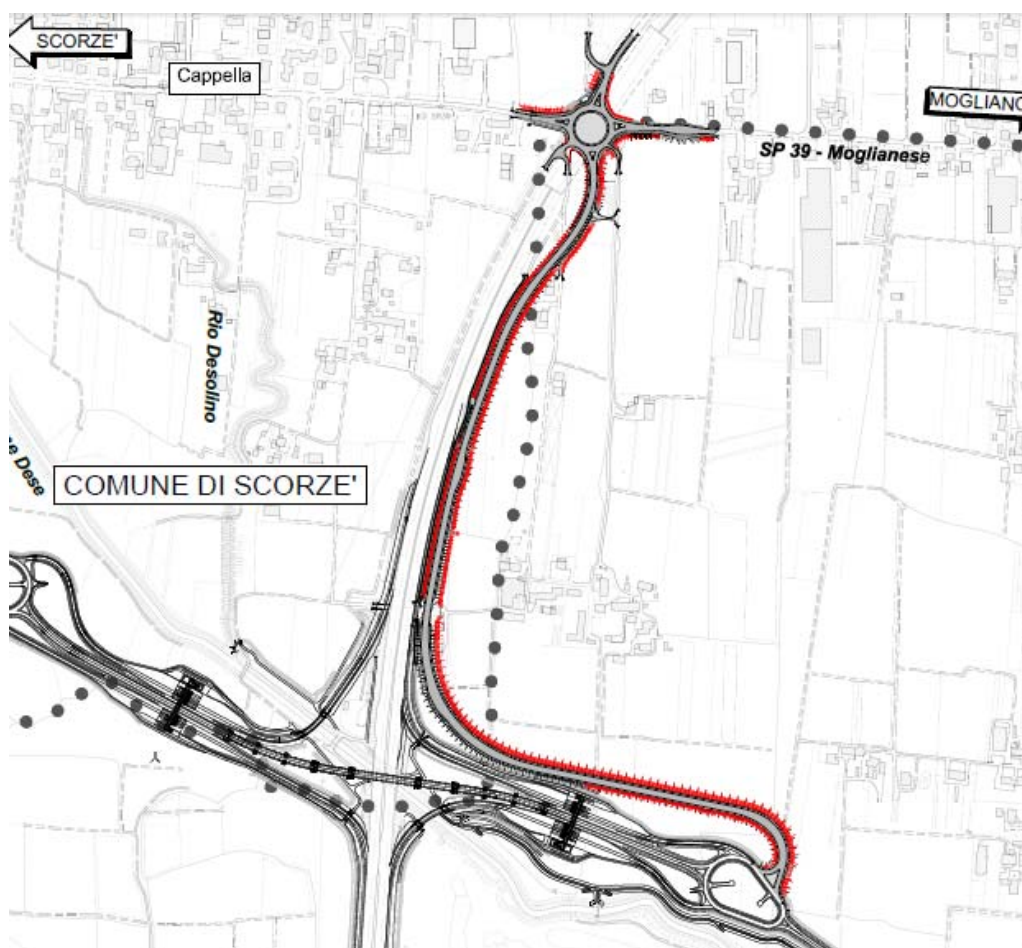 SCORZE'
Cappella
MOGLIANO
SP 39 - Moglianese
Rio Desolino
e Dese
COMUNE DI SCORZE'